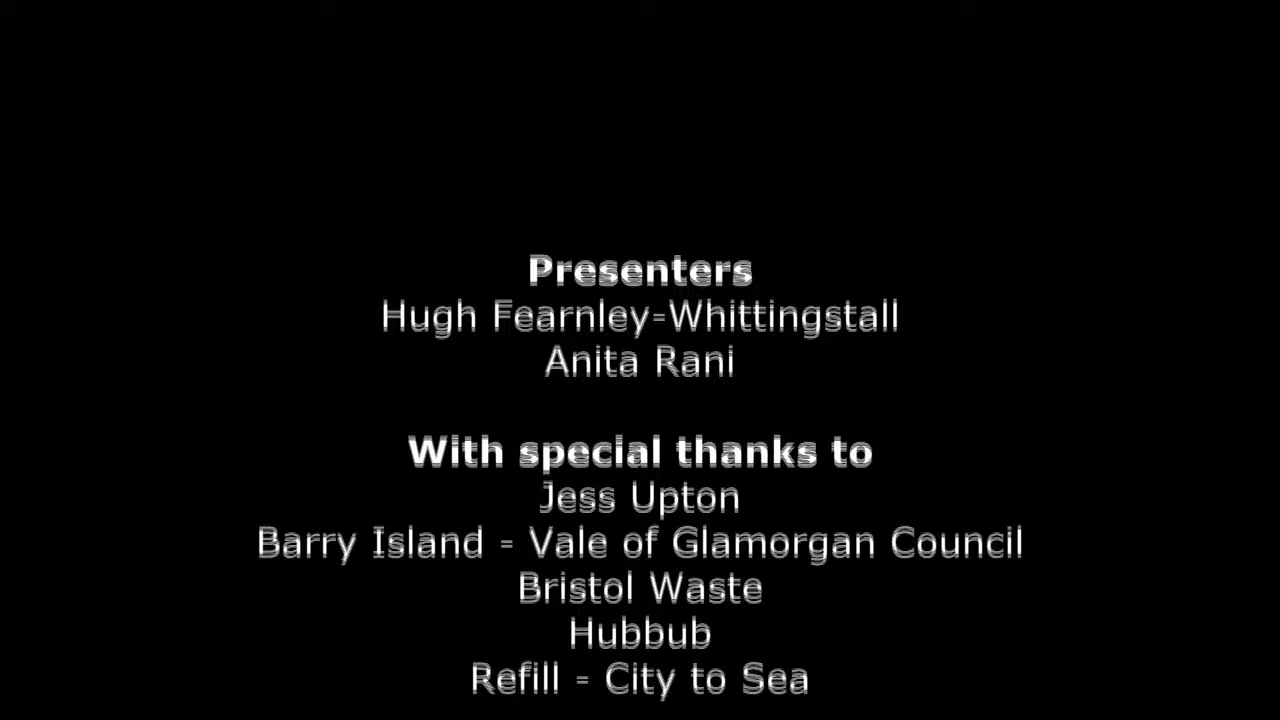 Presenters
Hugh Fearnley-Whittingstall
Anita Rani
With special thanks to
Jess Upton
Barry Island - Vale of Glamorgan Council
Bristol Waste
Hubbub
Refill - City to Sea